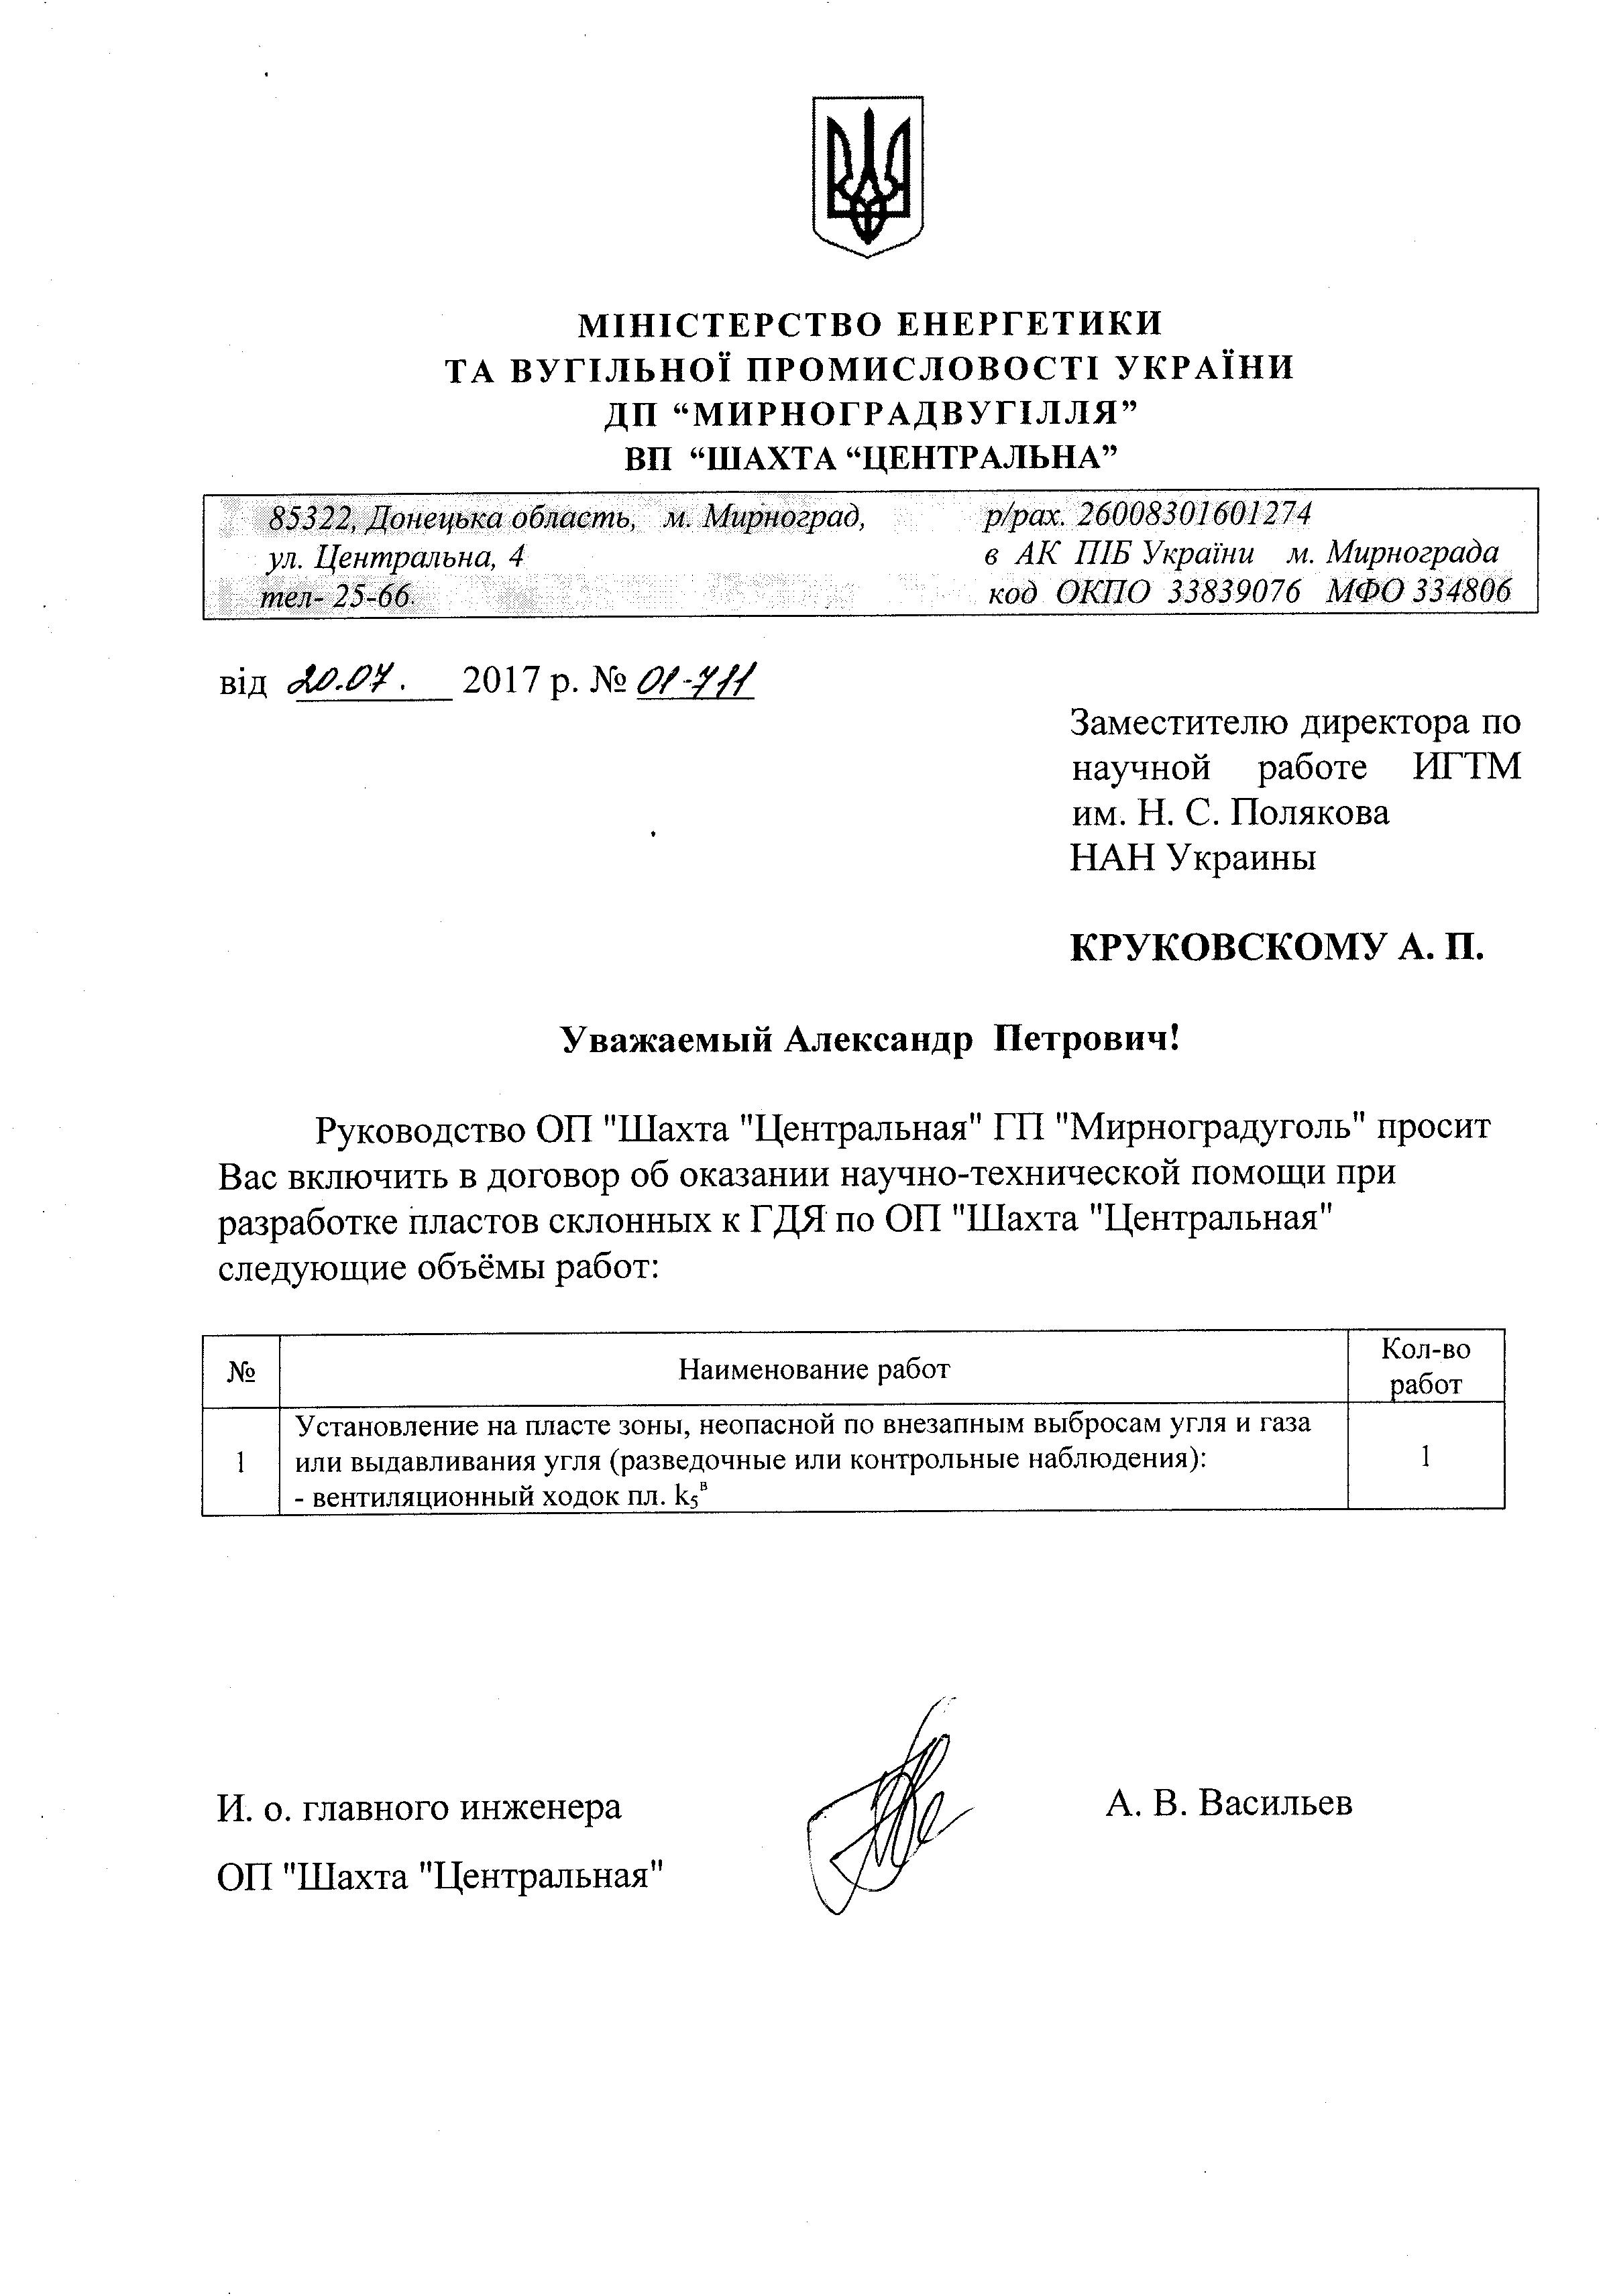 МІНІСТЕРСТВО ЕНЕРГЕТИКИ
ТА ВУГІЛЬНОЇ ПРОМИСЛОВОСТІ УКРАЇНИ
ДП “МИРНОГРАДВУГІЛЛЯ”
ВП “ШАХТА “ЦЕНТРАЛЬНА”
85322, Донецька область, м. Мирноград,
ул. Центральна, 4
тел- 25-66.
р/рах. 26008301601274
в АК ПІБ України м. Мирнограда
код ОКПО 33839076 МФО 334806
від 20.07. 2017 р. № 01-711
Заместителю директора по
научной работе ИГТМ
им. Н. С. Полякова
НАН Украины
КРУКОВСКОМУ А. П.
Уважаемый Александр Петрович!
Руководство ОП "Шахта "Центральная" ГП "Мирноградуголь" просит
Вас включить в договор об оказании научно-технической помощи при
разработке пластов склонных к ГДЯ по ОП "Шахта "Центральная"
следующие объёмы работ:
№
Наименование работ
Кол-во
работ
1
Установление на пласте зоны, неопасной по внезапным выбросам угля и газа
или выдавливания угля (разведочные или контрольные наблюдения):
- вентиляционный ходок пл. k₅ᵛ
1
И. о. главного инженера
ОП "Шахта "Центральная"
А. В. Васильев